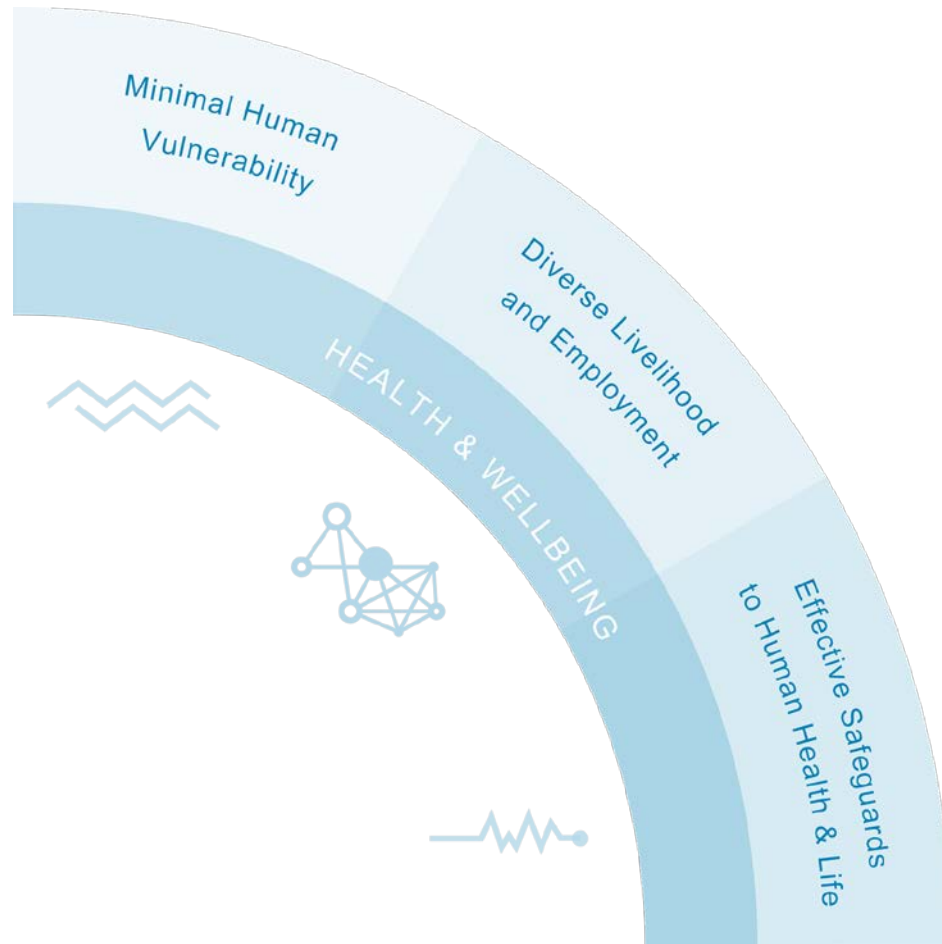 Minimal Human
Vulnerability
Diverse Livelihood
and Employment
HEALTH & WELLBEING
Effective Safeguards
to Human Health & Life